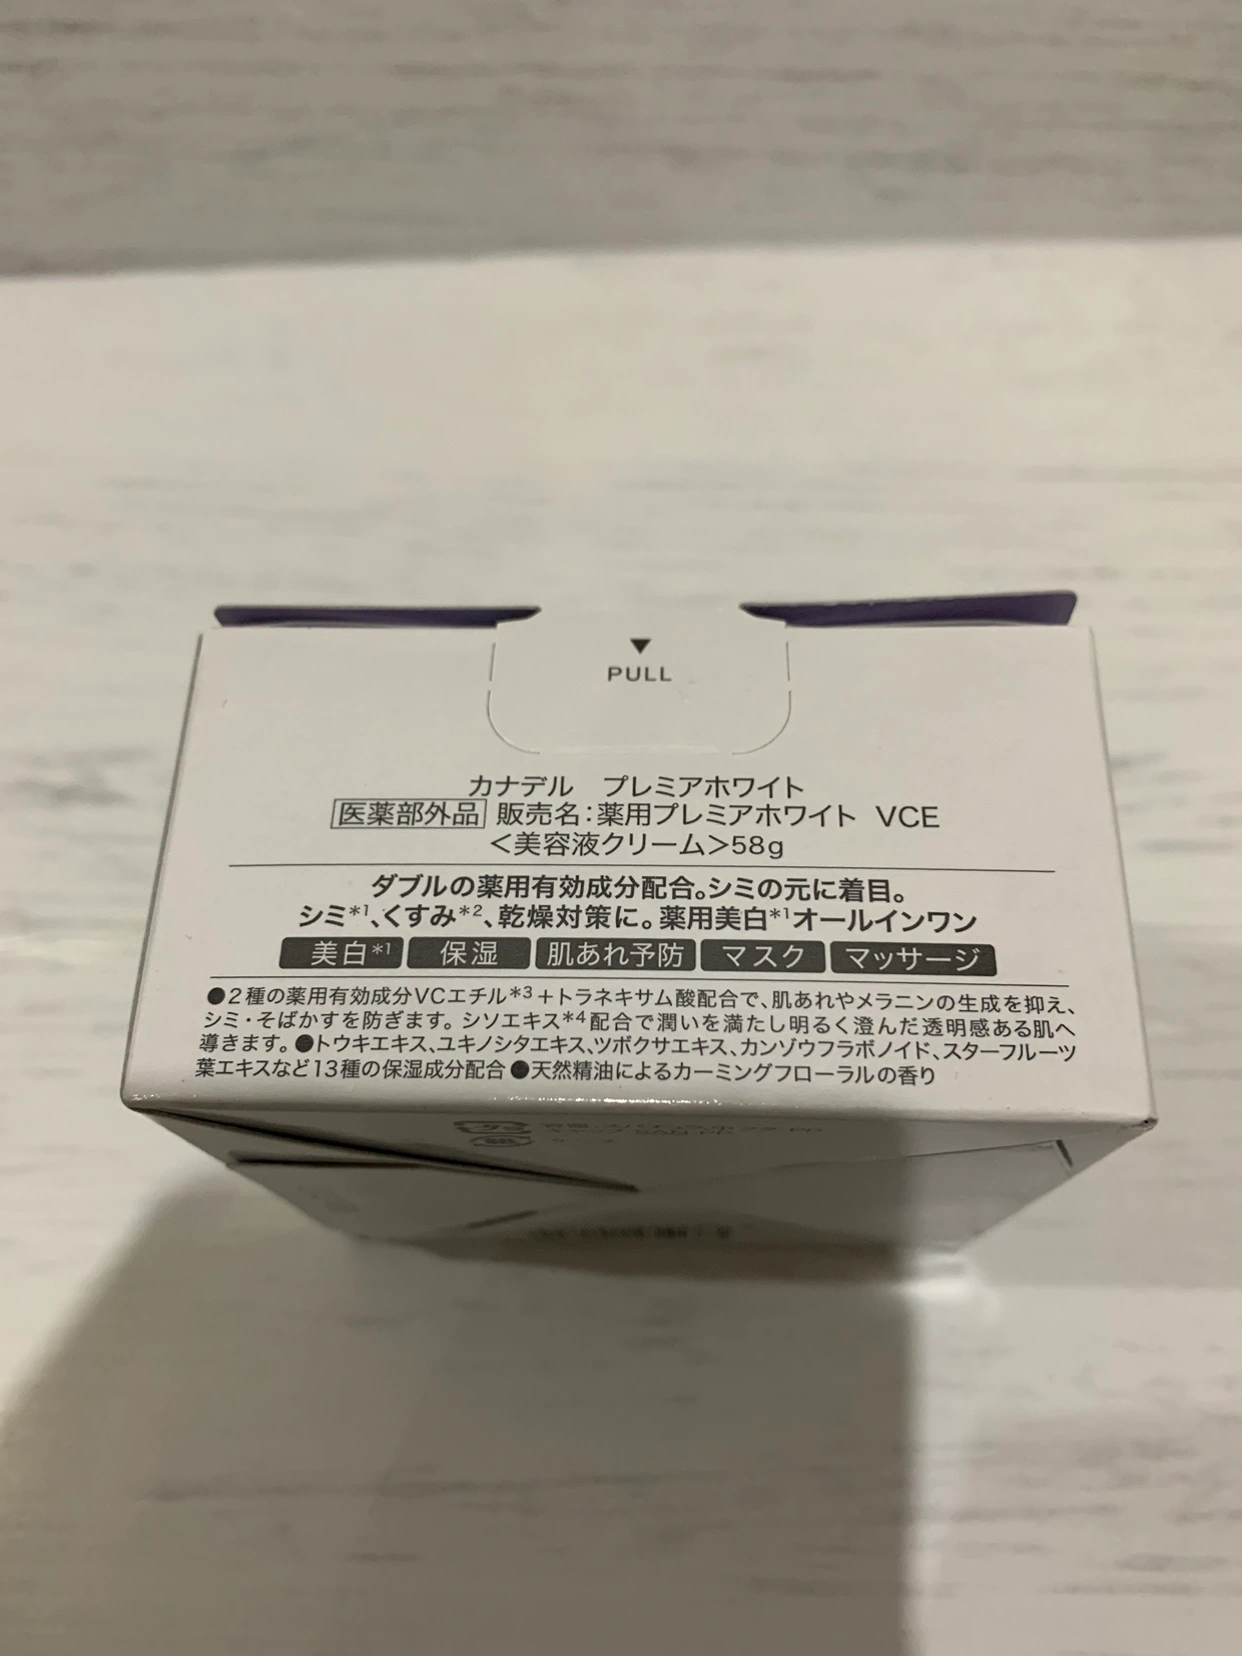 ▼
PULL
カナデル プレミアホワイト
医薬部外品 販売名:薬用プレミアホワイト VCE
<美容液クリーム>58g
ダブルの薬用有効成分配合。シミの元に着目。
シミ*1、くすみ*2、乾燥対策に。薬用美白*1オールインワン
美白*1 保湿 肌あれ予防 マスク マッサージ
●2種の薬用有効成分VCエチル*3+トラネキサム酸配合で、肌あれやメラニンの生成を抑え、
シミ・そばかすを防ぎます。シソエキス*4配合で潤いを満たし明るく澄んだ透明感ある肌へ
導きます。●トウキエキス、ユキノシタエキス、ツボクサエキス、カンゾウフラボノイド、スターフルーツ
葉エキスなど13種の保湿成分配合●天然精油によるカーミングフローラルの香り